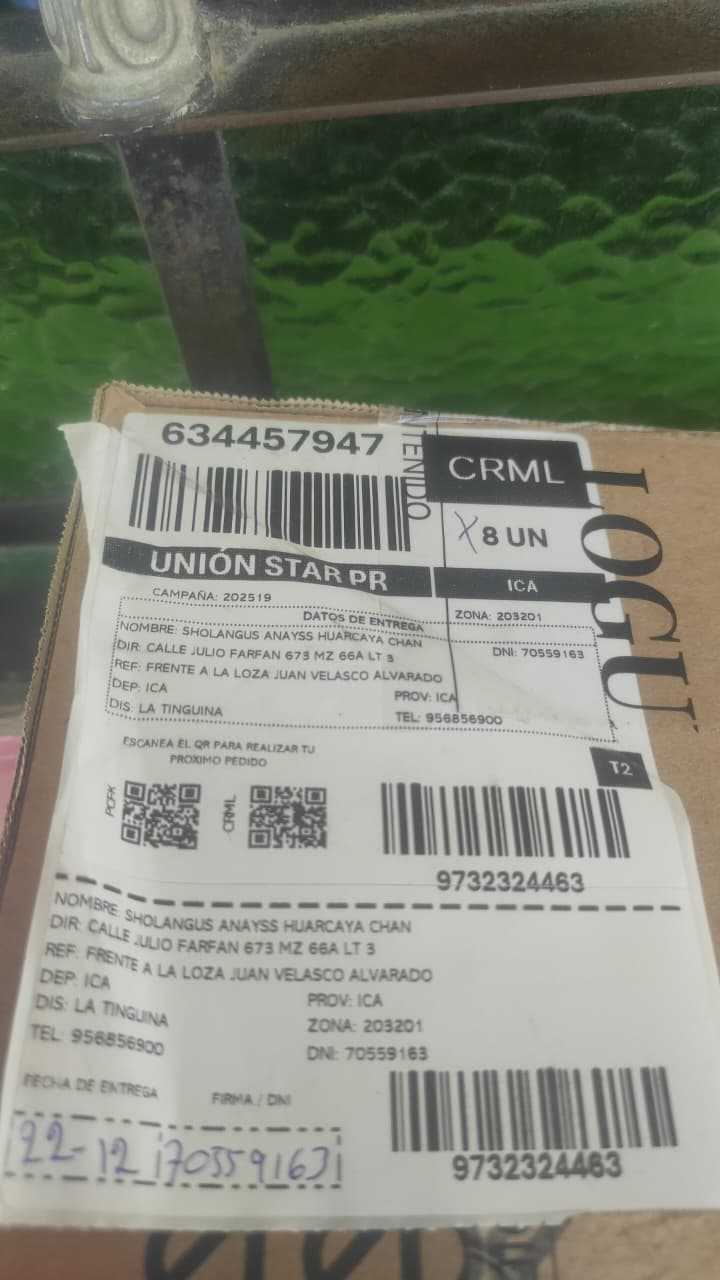 634457947
CRML
8 UN
UNIÓN STAR PR
ICA
CAMPAÑA: 202519
ZONA: 203201
DATOS DE ENTREGA
NOMBRE: SHOLANGUS ANAYSS HUARCAYA CHAN
DNI: 70559163
DIR: CALLE JULIO FARFAN 673 MZ 66A LT 3
REF: FRENTE A LA LOZA JUAN VELASCO ALVARADO
DEP: ICA
PROV: ICA
DIS: LA TINGUINA
TEL: 956856900
ESCANEA EL QR PARA REALIZAR TU
PROXIMO PEDIDO
T2
CRML
9732324463
NOMBRE: SHOLANGUS ANAYSS HUARCAYA CHAN
DIR: CALLE JULIO FARFAN 673 MZ 66A LT 3
REF: FRENTE A LA LOZA JUAN VELASCO ALVARADO
DEP: ICA
PROV: ICA
DIS: LA TINGUINA
ZONA: 203201
TEL: 956856900
DNI: 70559163
FECHA DE ENTREGA
FIRMA / DNI
22-12
70559163
9732324463